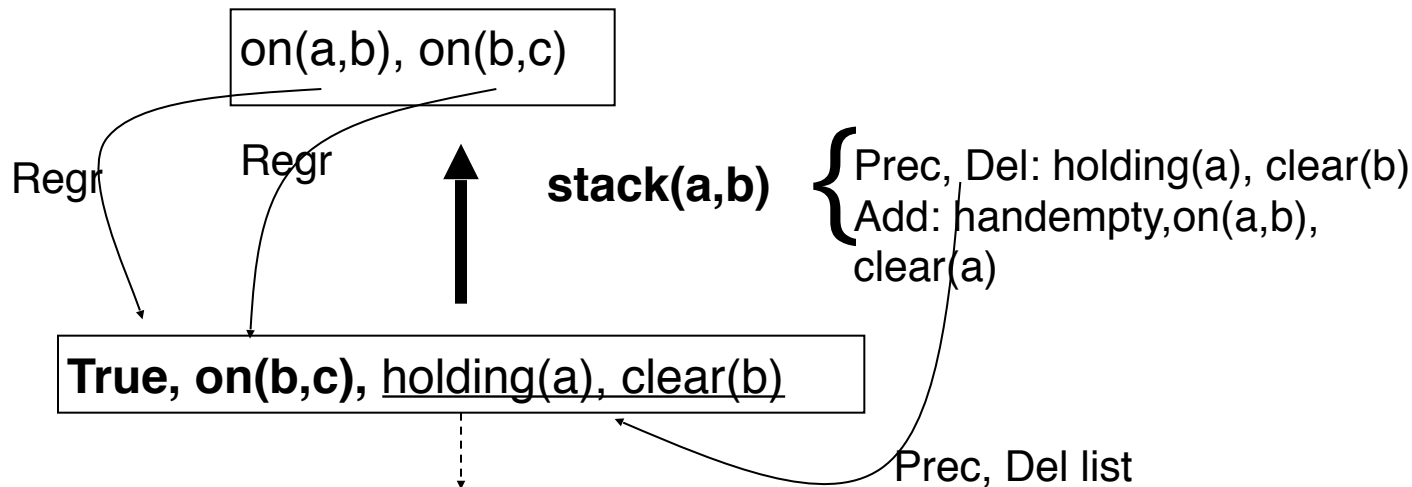 on(a,b), on(b,c)
Regr
Regr
stack(a,b)
{
Prec, Del: holding(a), clear(b)
Add: handempty,on(a,b),
clear(a)
True, on(b,c), holding(a), clear(b)
Prec, Del list